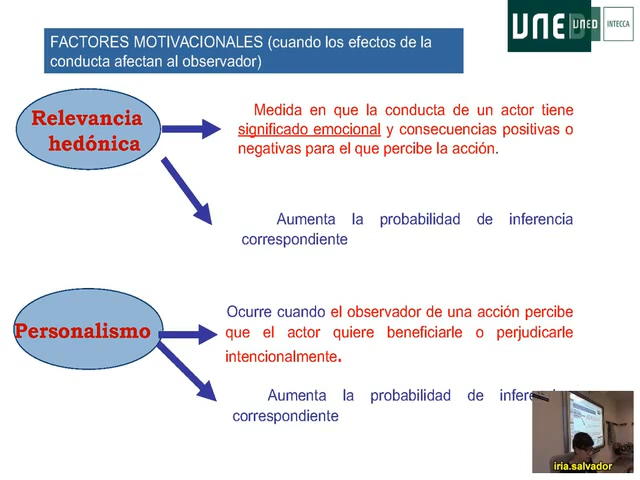 FACTORES MOTIVACIONALES (cuando los efectos de la
conducta afectan al observador)
UNED
UNED
INTECCA
Relevancia
hedónica
Medida en que la conducta de un actor tiene
significado emocional y consecuencias positivas o
negativas para el que percibe la acción.
Aumenta la probabilidad de inferencia
correspondiente
Personalismo
Ocurre cuando el observador de una acción percibe
que el actor quiere beneficiarle o perjudicarle
intencionalmente.
Aumenta la probabilidad de
correspondiente
iria.salvador